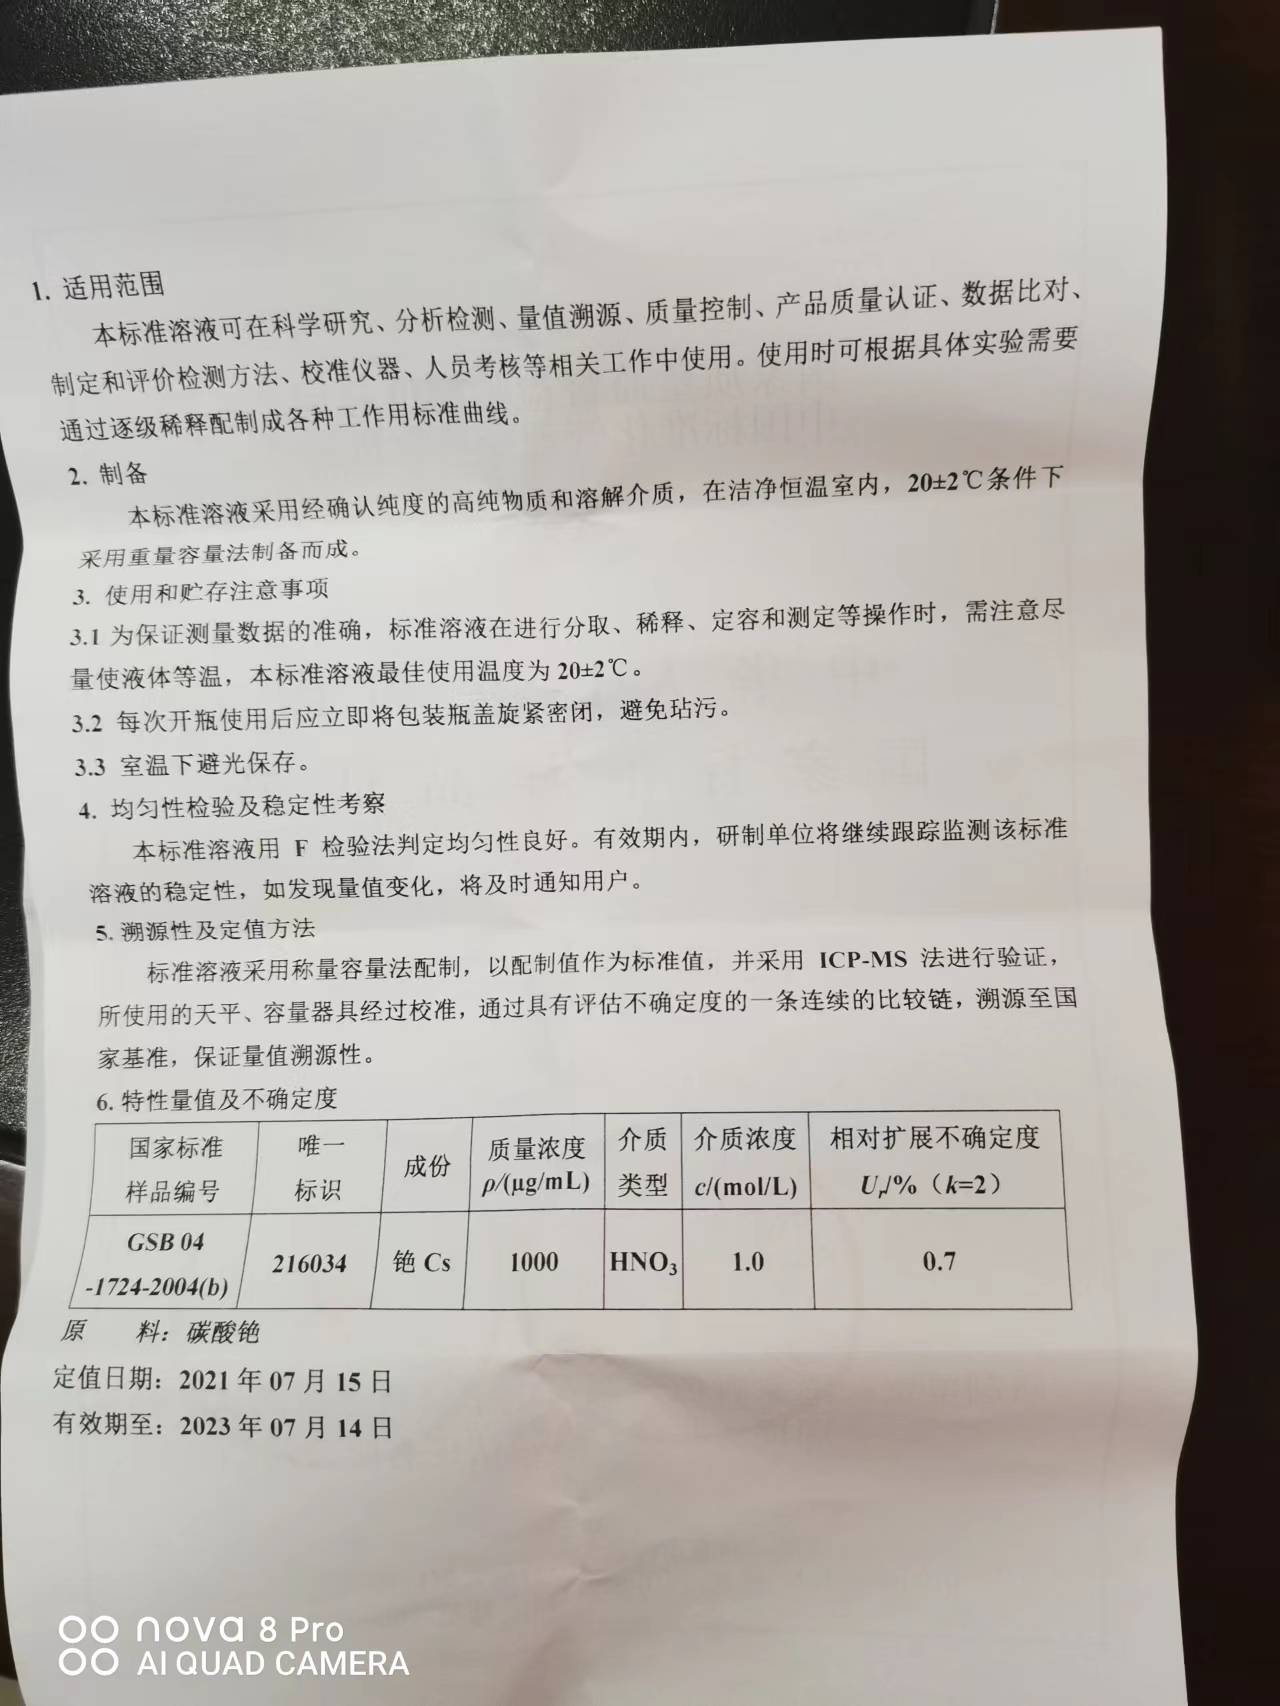 1. 适用范围
本标准溶液可在科学研究、分析检测、量值溯源、质量控制、产品质量认证、数据比对、
制定和评价检测方法、校准仪器、人员考核等相关工作中使用。使用时可根据具体实验需要
通过逐级稀释配制成各种工作用标准曲线。
2. 制备
本标准溶液采用经确认纯度的高纯物质和溶解介质，在洁净恒温室内，20±2℃条件下
采用重量容量法制备而成。
3. 使用和贮存注意事项
3.1 为保证测量数据的准确，标准溶液在进行分取、稀释、定容和测定等操作时，需注意尽
量使液体等温，本标准溶液最佳使用温度为 20±2℃。
3.2 每次开瓶使用后应立即将包装瓶盖旋紧密闭，避免玷污。
3.3 室温下避光保存。
4. 均匀性检验及稳定性考察
本标准溶液用 F 检验法判定均匀性良好。有效期内，研制单位将继续跟踪监测该标准
溶液的稳定性，如发现量值变化，将及时通知用户。
5. 溯源性及定值方法
标准溶液采用称量容量法配制，以配制值作为标准值，并采用 ICP-MS 法进行验证，
所使用的天平、容量器具经过校准，通过具有评估不确定度的一条连续的比较链，溯源至国
家基准，保证量值溯源性。
6. 特性量值及不确定度
国家标准 唯一 成份 质量浓度 介质 介质浓度 相对扩展不确定度
样品编号 标识 ρ/(μg/mL) 类型 c/(mol/L) Ur/%（k=2）
GSB 04
-1724-2004(b) 216034 铯 Cs 1000 HNO₃ 1.0 0.7
原 料：碳酸铯
定值日期：2021 年 07 月 15 日
有效期至：2023 年 07 月 14 日
nova 8 Pro
AI QUAD CAMERA